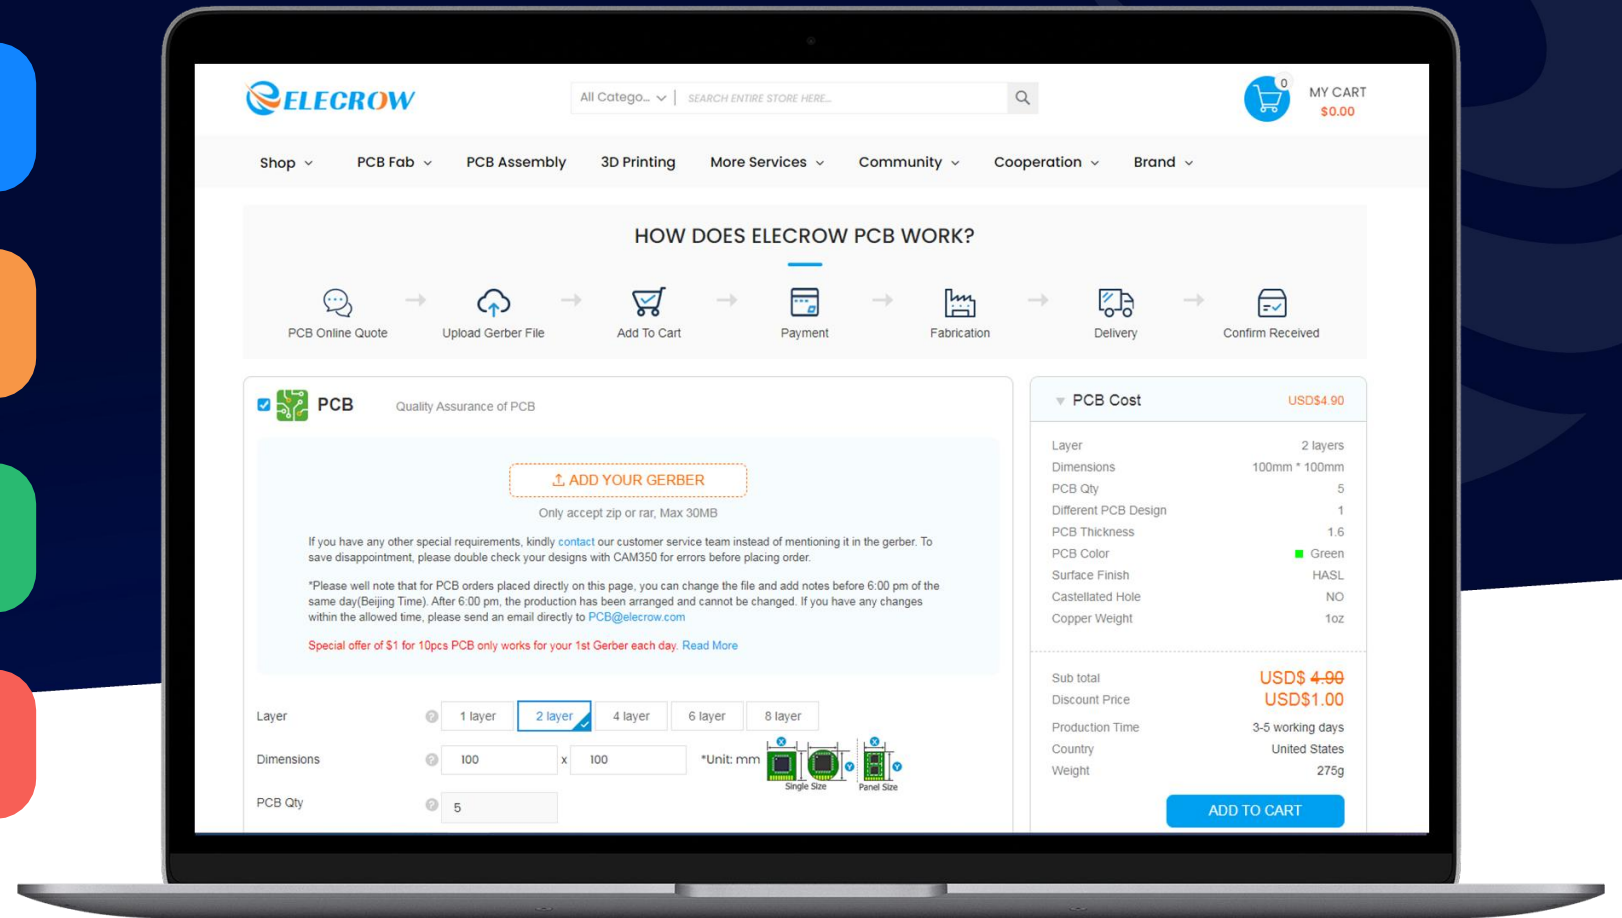 ELECROW
All Catego...
SEARCH ENTIRE STORE HERE...
0
MY CART
$0.00
Shop
PCB Fab
PCB Assembly
3D Printing
More Services
Community
Cooperation
Brand
HOW DOES ELECROW PCB WORK?
PCB Online Quote
Upload Gerber File
Add To Cart
Payment
Fabrication
Delivery
Confirm Received
PCB
Quality Assurance of PCB
ADD YOUR GERBER
Only accept zip or rar, Max 30MB
If you have any other special requirements, kindly contact our customer service team instead of mentioning it in the gerber. To
save disappointment, please double check your designs with CAM350 for errors before placing order.
*Please well note that for PCB orders placed directly on this page, you can change the file and add notes before 6:00 pm of the
same day(Beijing Time). After 6:00 pm, the production has been arranged and cannot be changed. If you have any changes
within the allowed time, please send an email directly to PCB@elecrow.com
Special offer of $1 for 10pcs PCB only works for your 1st Gerber each day. Read More
Layer ? 1 layer 2 layer 4 layer 6 layer 8 layer
Dimensions ? 100 x 100 *Unit: mm
X X
Y Y
Single Size Panel Size
PCB Qty ? 5
PCB Cost USD$4.90
Layer 2 layers
Dimensions 100mm * 100mm
PCB Qty 5
Different PCB Design 1
PCB Thickness 1.6
PCB Color Green
Surface Finish HASL
Castellated Hole NO
Copper Weight 1oz
Sub total USD$ 4.90
Discount Price USD$1.00
Production Time 3-5 working days
Country United States
Weight 275g
ADD TO CART